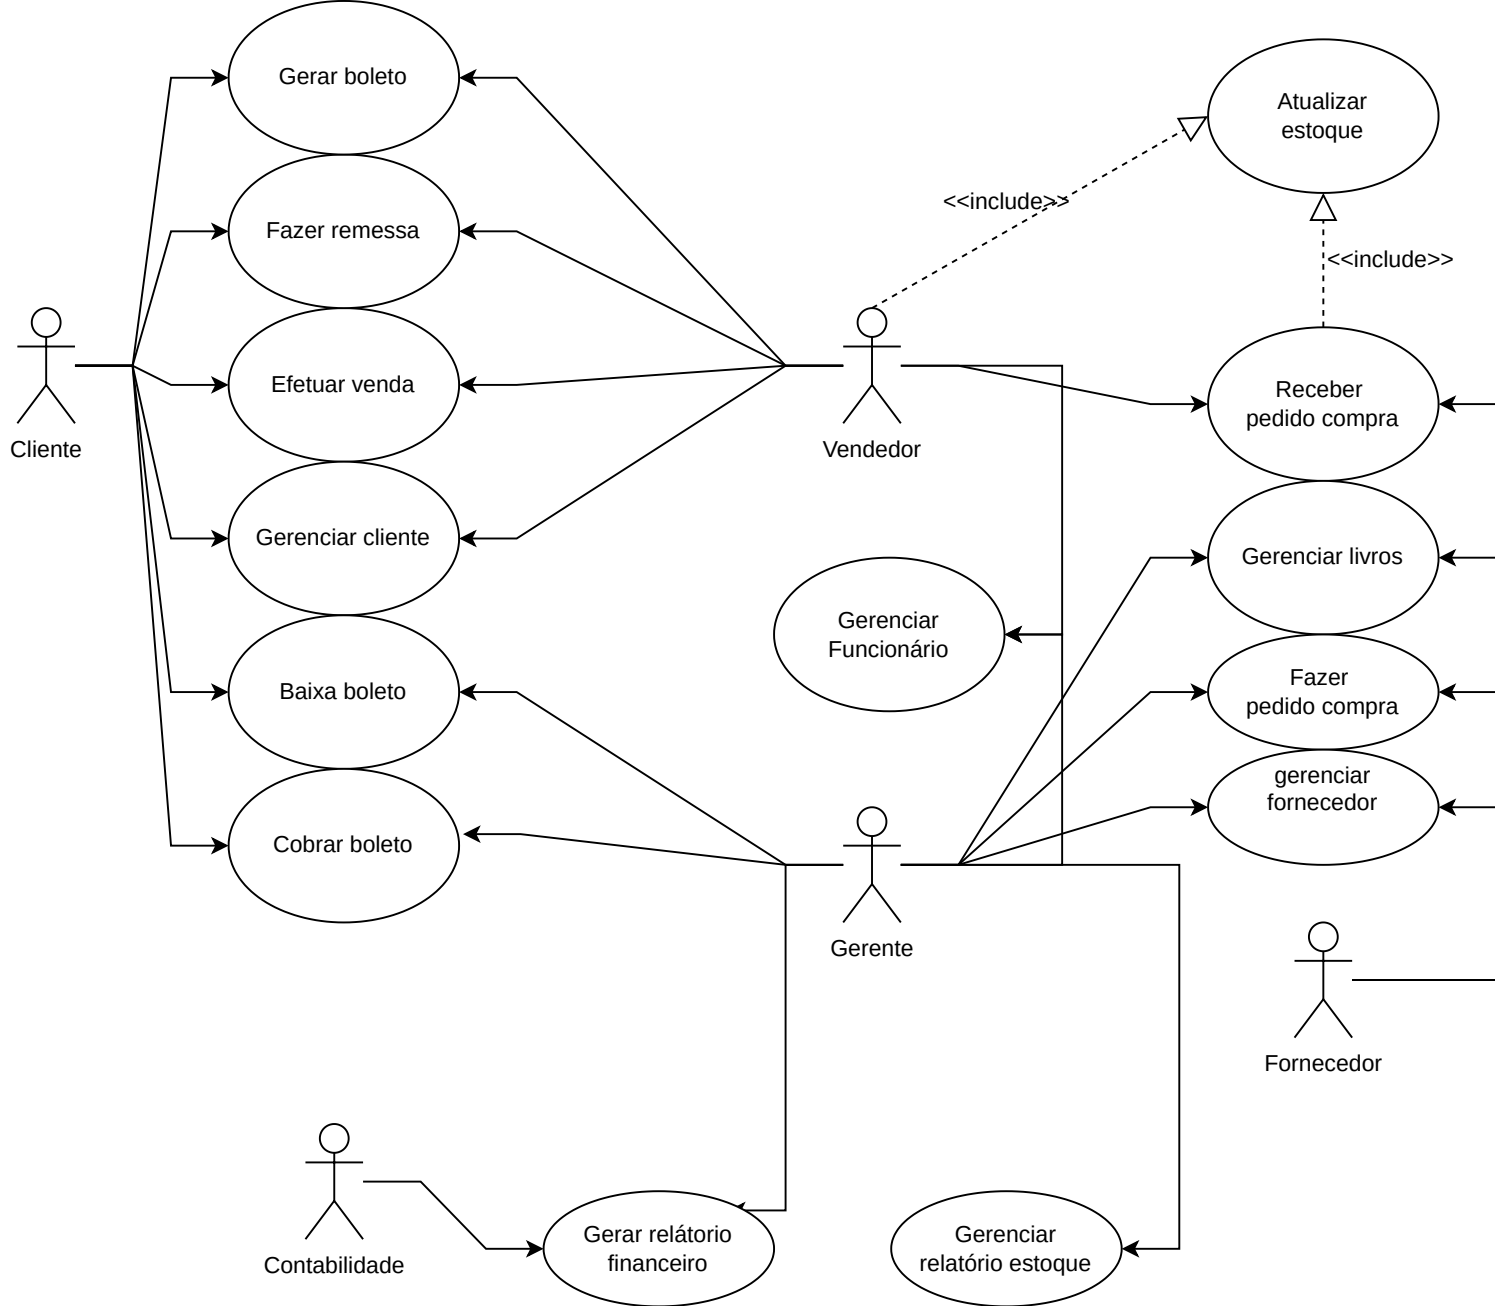 Gerar boleto
Atualizar
estoque
<<include>>
Fazer remessa
<<include>>
Efetuar venda
Receber
pedido compra
Cliente
Vendedor
Gerenciar cliente
Gerenciar livros
Gerenciar
Funcionário
Fazer
pedido compra
Baixa boleto
gerenciar
fornecedor
Cobrar boleto
Gerente
Fornecedor
Contabilidade
Gerar relátorio
financeiro
Gerenciar
relatório estoque